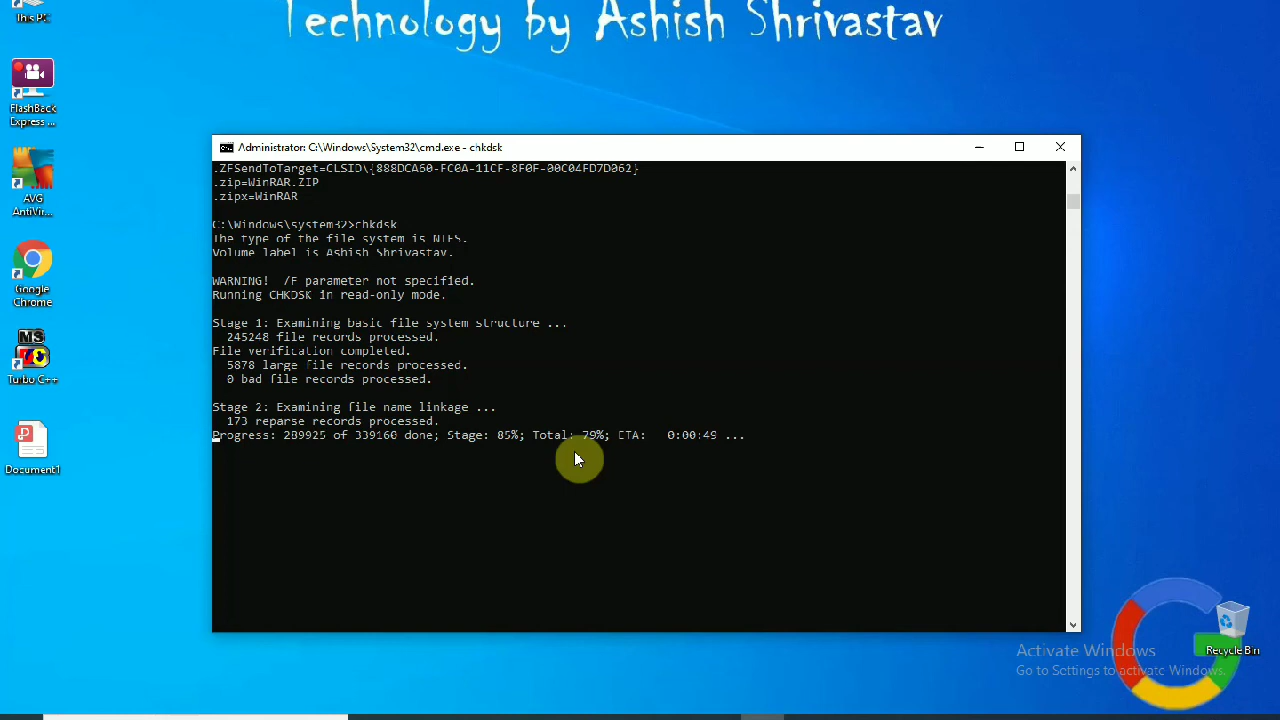 Technology by Ashish Shrivastav
This PC
FlashBack
Express ...
AVG
AntiVir...
Google
Chrome
MS
Turbo C++
Document1
Administrator: C:\Windows\System32\cmd.exe - chkdsk
.ZFSendToTarget=CLSID\{888DCA60-FC0A-11CF-8F0F-00C04FD7D062}
.zip=WinRAR.ZIP
.zipx=WinRAR
C:\Windows\system32>chkdsk
The type of the file system is NTFS.
Volume label is Ashish Shrivastav.
WARNING!  /F parameter not specified.
Running CHKDSK in read-only mode.
Stage 1: Examining basic file system structure ...
245248 file records processed.
File verification completed.
5878 large file records processed.
0 bad file records processed.
Stage 2: Examining file name linkage ...
173 reparse records processed.
Progress: 289925 of 339160 done; Stage: 85%; Total: 79%; ETA:   0:00:49 ...
Activate Windows
Go to Settings to activate Windows.
Recycle Bin